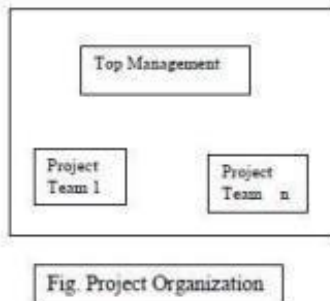 Top Management
Project
Team 1
Project
Team n
Fig. Project Organization